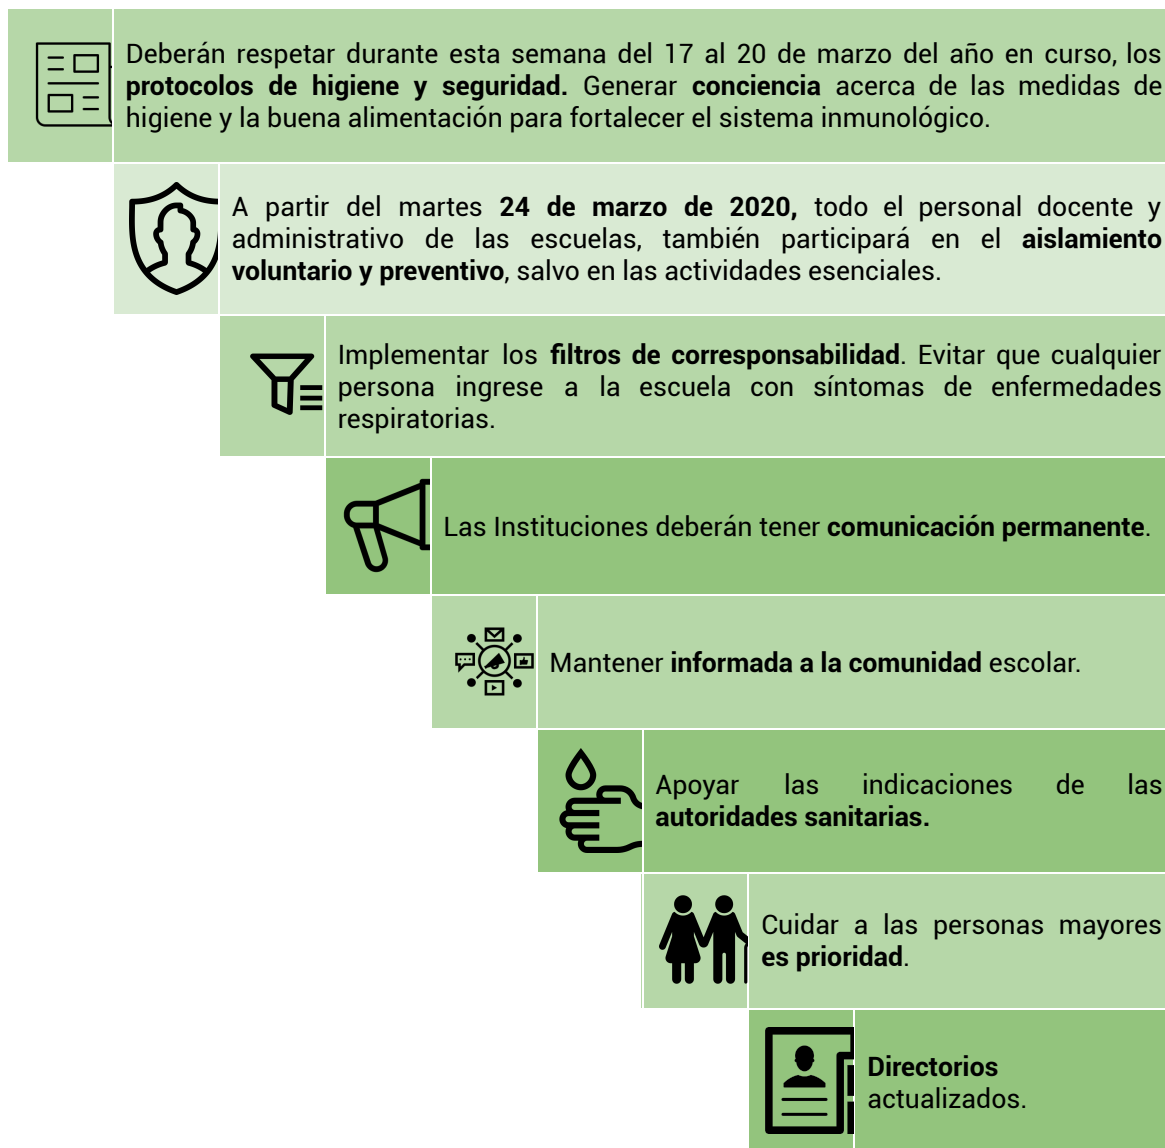 Deberán respetar durante esta semana del 17 al 20 de marzo del año en curso, los
protocolos de higiene y seguridad. Generar conciencia acerca de las medidas de
higiene y la buena alimentación para fortalecer el sistema inmunológico.
A partir del martes 24 de marzo de 2020, todo el personal docente y
administrativo de las escuelas, también participará en el aislamiento
voluntario y preventivo, salvo en las actividades esenciales.
Implementar los filtros de corresponsabilidad. Evitar que cualquier
persona ingrese a la escuela con síntomas de enfermedades
respiratorias.
Las Instituciones deberán tener comunicación permanente.
Mantener informada a la comunidad escolar.
Apoyar las indicaciones de las
autoridades sanitarias.
Cuidar a las personas mayores
es prioridad.
Directorios
actualizados.